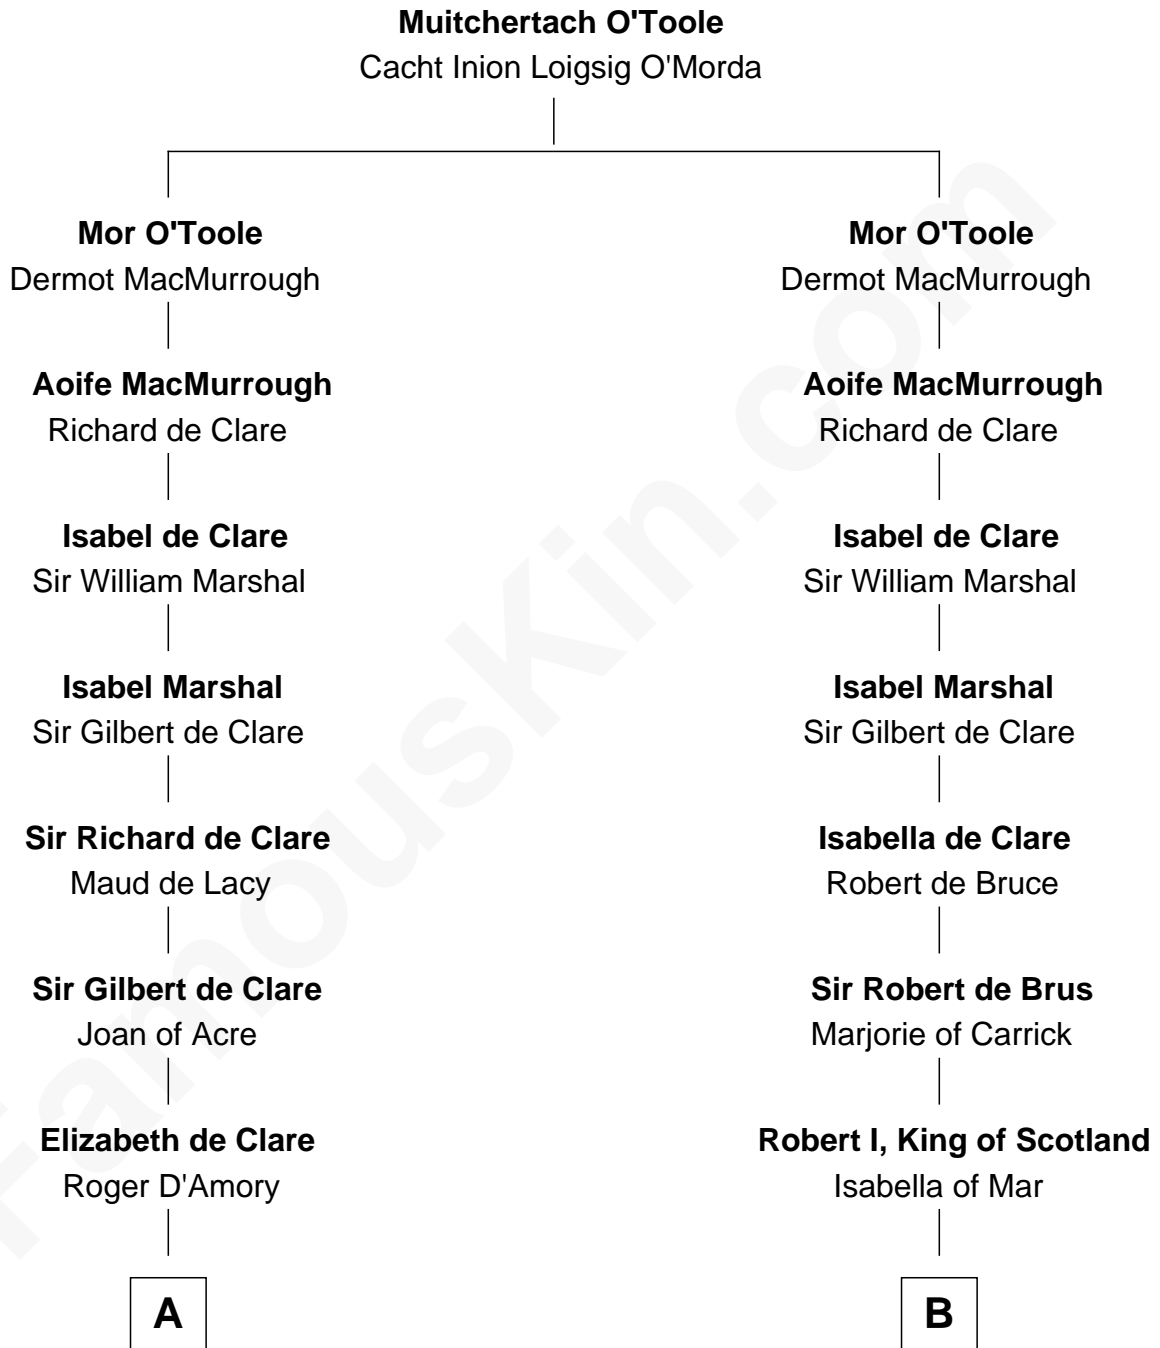 Muitchertach O'Toole
Cacht Inion Loigsig O'Morda
Mor O'Toole
Dermot MacMurrough
Mor O'Toole
Dermot MacMurrough
Aoife MacMurrough
Richard de Clare
Aoife MacMurrough
Richard de Clare
Isabel de Clare
Sir William Marshal
Isabel de Clare
Sir William Marshal
Isabel Marshal
Sir Gilbert de Clare
Isabel Marshal
Sir Gilbert de Clare
Sir Richard de Clare
Maud de Lacy
Isabella de Clare
Robert de Bruce
Sir Gilbert de Clare
Joan of Acre
Sir Robert de Brus
Marjorie of Carrick
Elizabeth de Clare
Roger D'Amory
Robert I, King of Scotland
Isabella of Mar
A
B
FamousKin.com